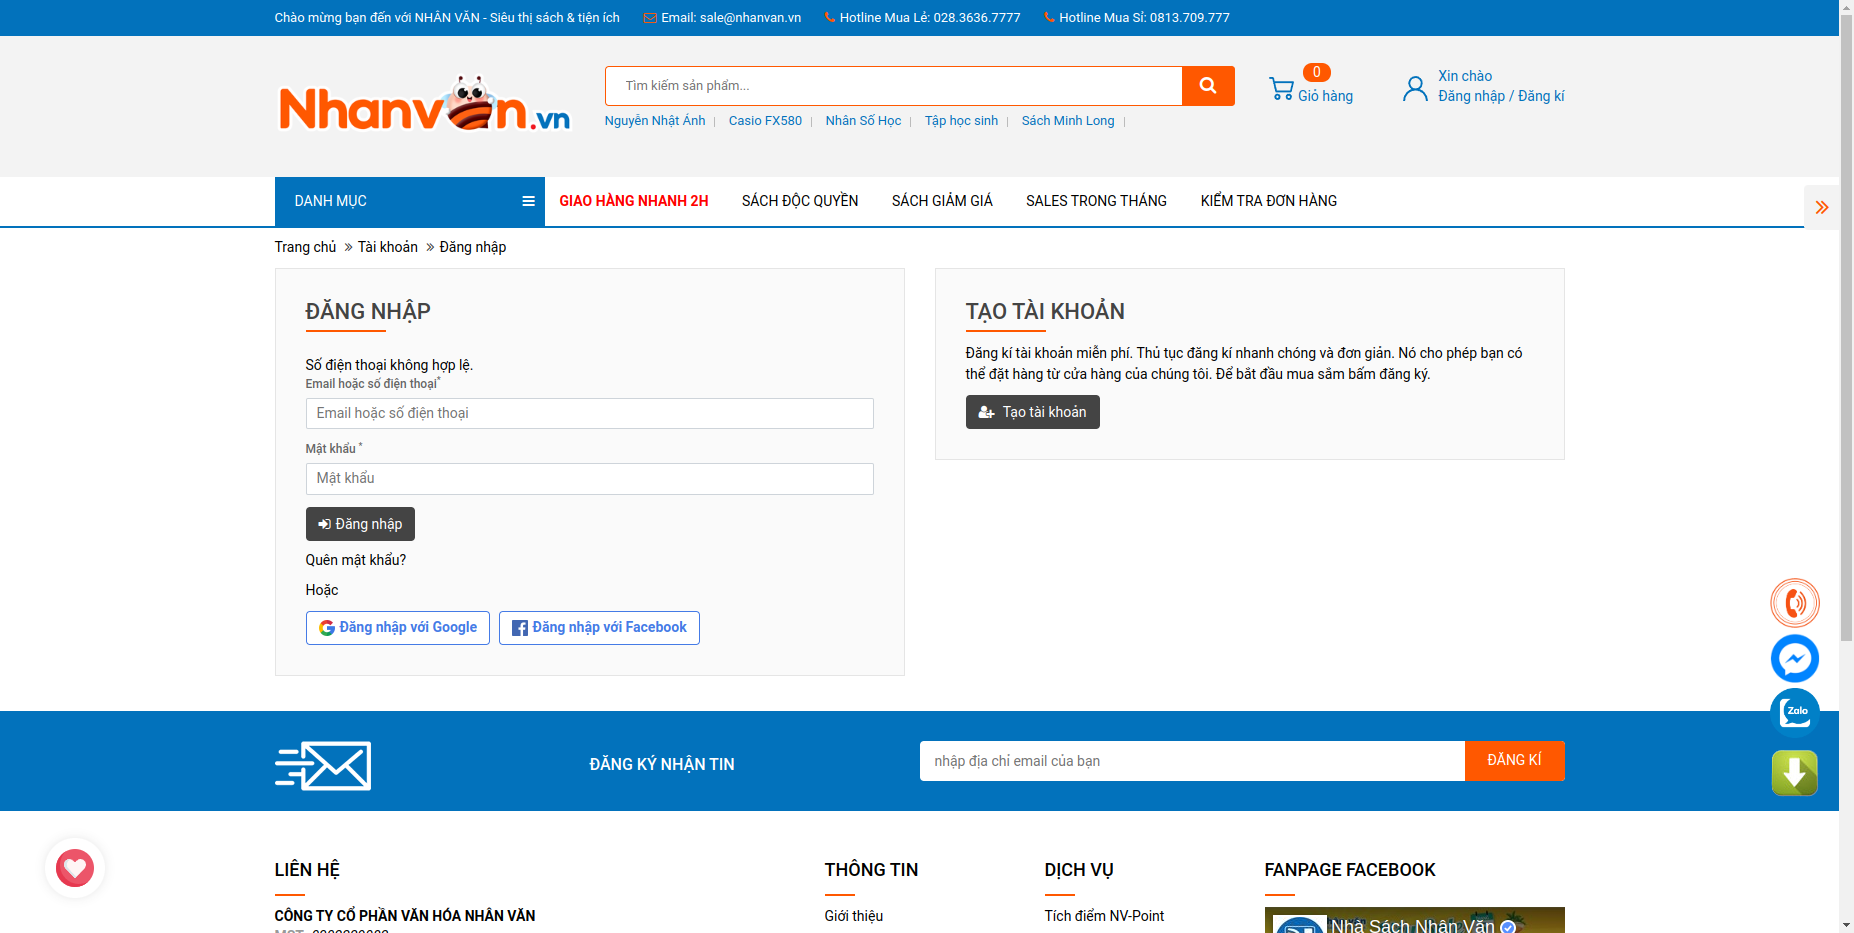 Chào mừng bạn đến với NHÂN VĂN - Siêu thị sách & tiện ích Email: sale@nhanvan.vn Hotline Mua Lẻ: 028.3636.7777 Hotline Mua Sỉ: 0813.709.777
Nhanvăn.vn
Tìm kiếm sản phẩm...
0
Giỏ hàng
Xin chào
Đăng nhập / Đăng kí
Nguyễn Nhật Ánh Casio FX580 Nhân Số Học Tập học sinh Sách Minh Long
DANH MỤC GIAO HÀNG NHANH 2H SÁCH ĐỘC QUYỀN SÁCH GIẢM GIÁ SALES TRONG THÁNG KIỂM TRA ĐƠN HÀNG
Trang chủ » Tài khoản » Đăng nhập
ĐĂNG NHẬP
Số điện thoại không hợp lệ.
Email hoặc số điện thoại*
Email hoặc số điện thoại
Mật khẩu *
Mật khẩu
Đăng nhập
Quên mật khẩu?
Hoặc
Đăng nhập với Google Đăng nhập với Facebook
TẠO TÀI KHOẢN
Đăng kí tài khoản miễn phí. Thủ tục đăng kí nhanh chóng và đơn giản. Nó cho phép bạn có
thể đặt hàng từ cửa hàng của chúng tôi. Để bắt đầu mua sắm bấm đăng ký.
Tạo tài khoản
Zalo
ĐĂNG KÝ NHẬN TIN
nhập địa chỉ email của bạn
ĐĂNG KÍ
LIÊN HỆ
CÔNG TY CỔ PHẦN VĂN HÓA NHÂN VĂN
THÔNG TIN
Giới thiệu
DỊCH VỤ
Tích điểm NV-Point
FANPAGE FACEBOOK
Nhà Sách Nhân Văn